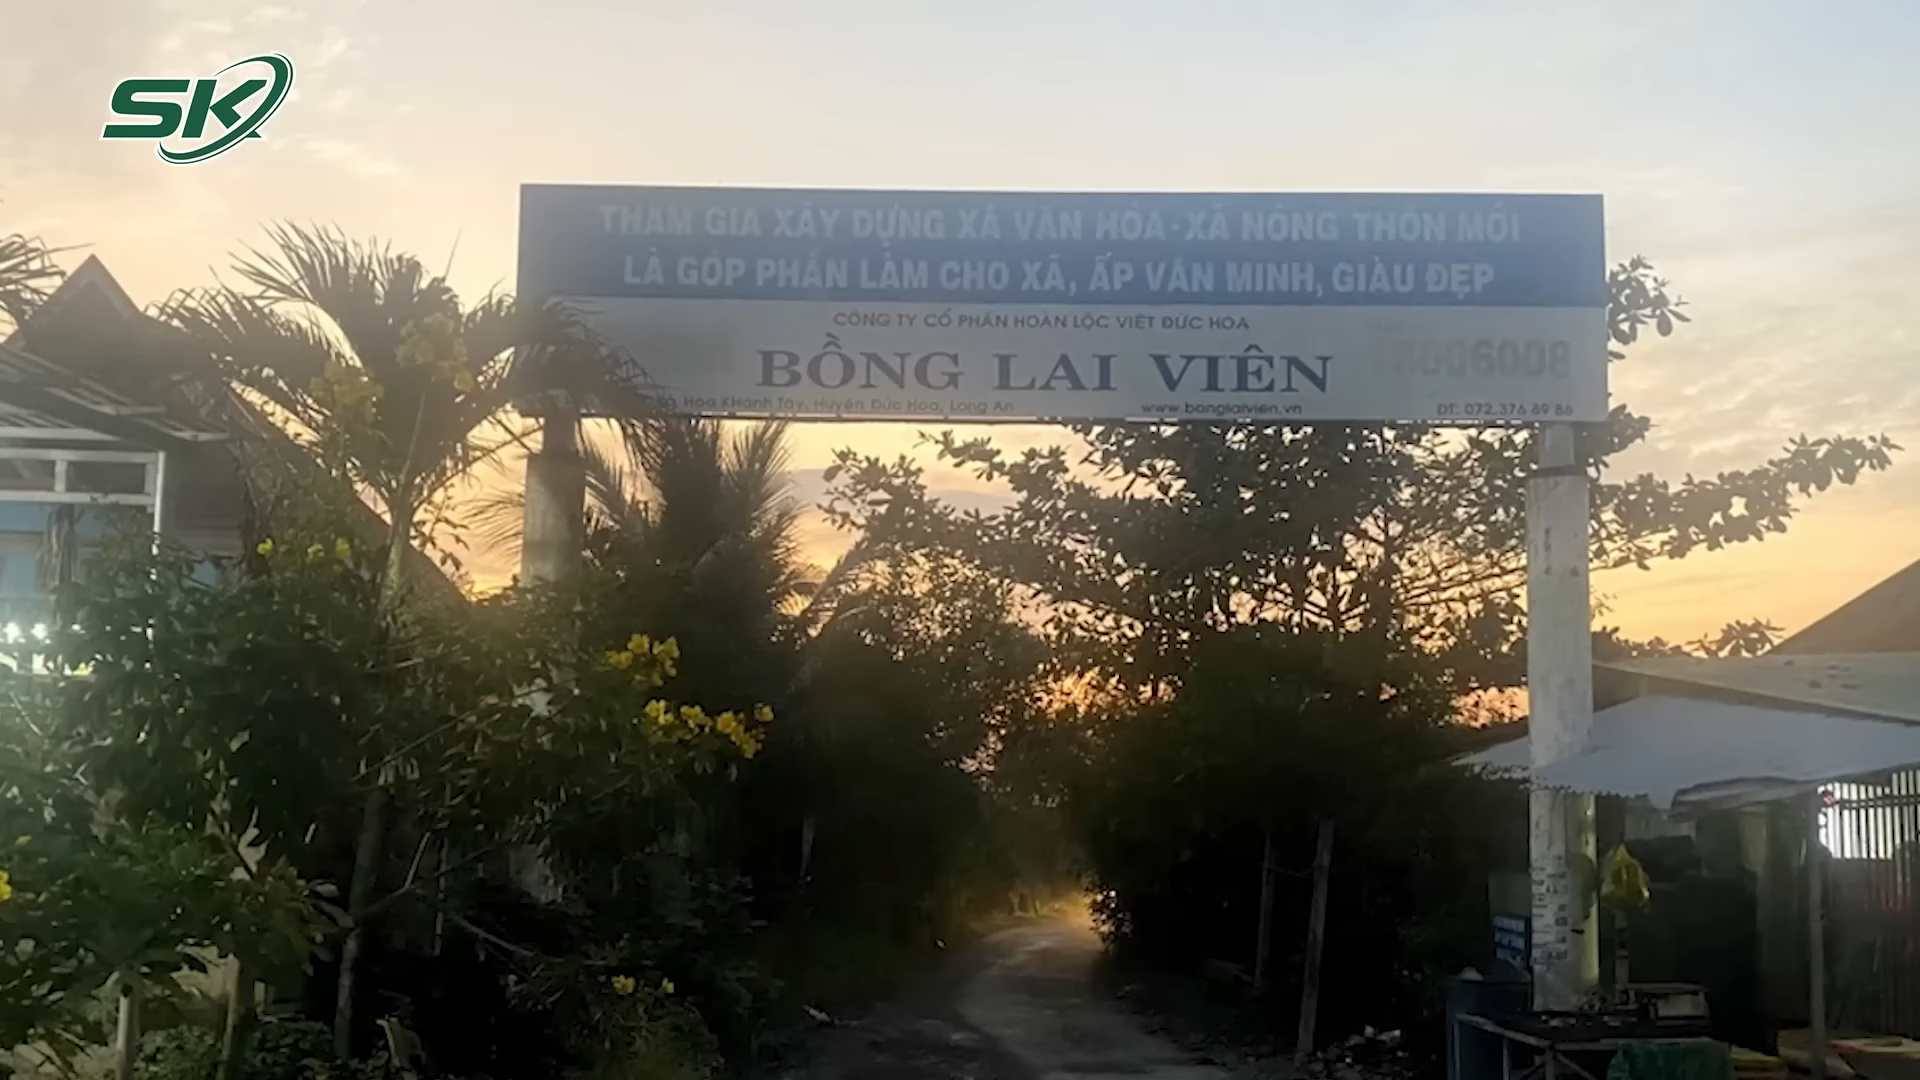 SK
THAM GIA XÂY DỰNG XÃ VĂN HÓA - XÃ NÔNG THÔN MỚI
LÀ GÓP PHẦN LÀM CHO XÃ, ẤP VĂN MINH, GIÀU ĐẸP
CÔNG TY CỔ PHẦN HOÀN LỘC VIỆT ĐỨC HÒA
BỒNG LAI VIÊN
Hòa Khánh Tây, Huyện Đức Hòa, Long An www.bonglaivien.vn ĐT: 072.376 89 88